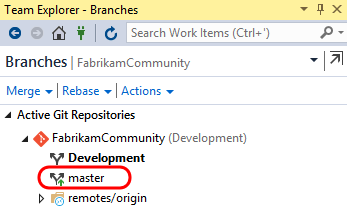 Team Explorer - Branches
Search Work Items (Ctrl+')
Branches | FabrikamCommunity
Merge Rebase Actions
Active Git Repositories
FabrikamCommunity (Development)
Development
master
remotes/origin